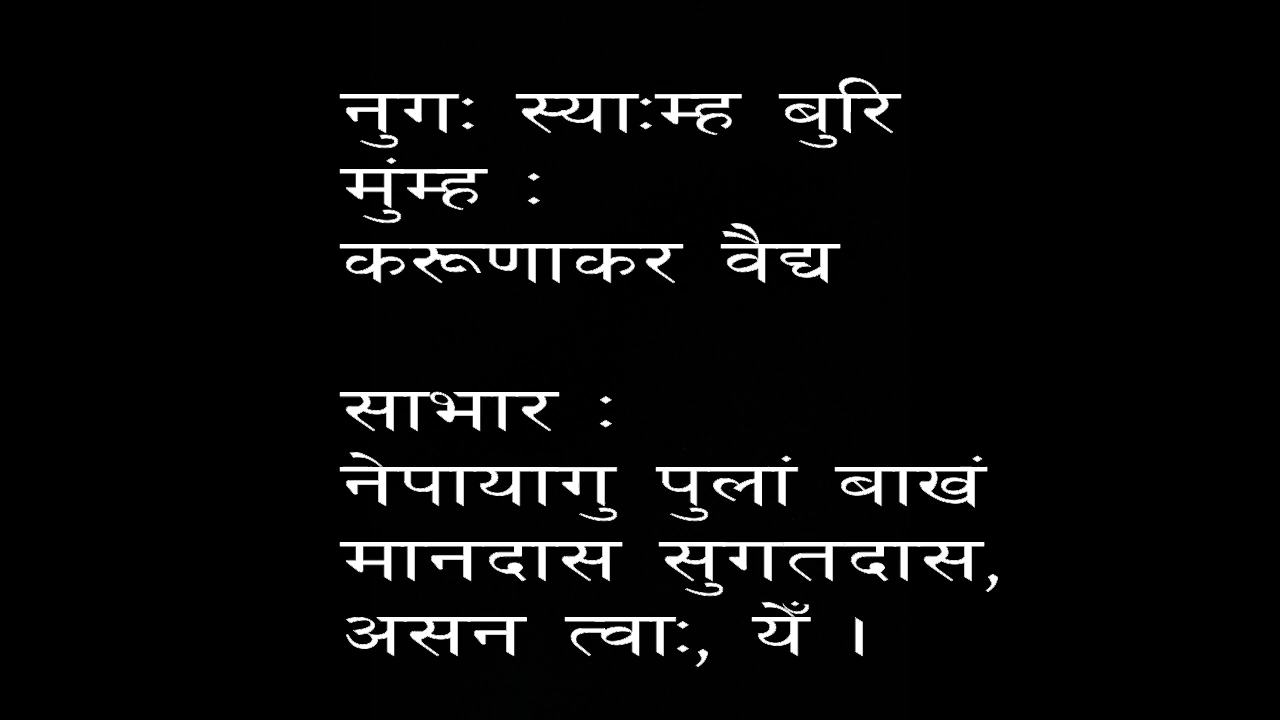 नुगः स्याःम्ह बुरि
मुंम्ह :
करूणाकर वैद्य
साभार :
नेपायागु पुलां बाखं
मानदास सुगतदास,
असन त्वाः, येँ ।